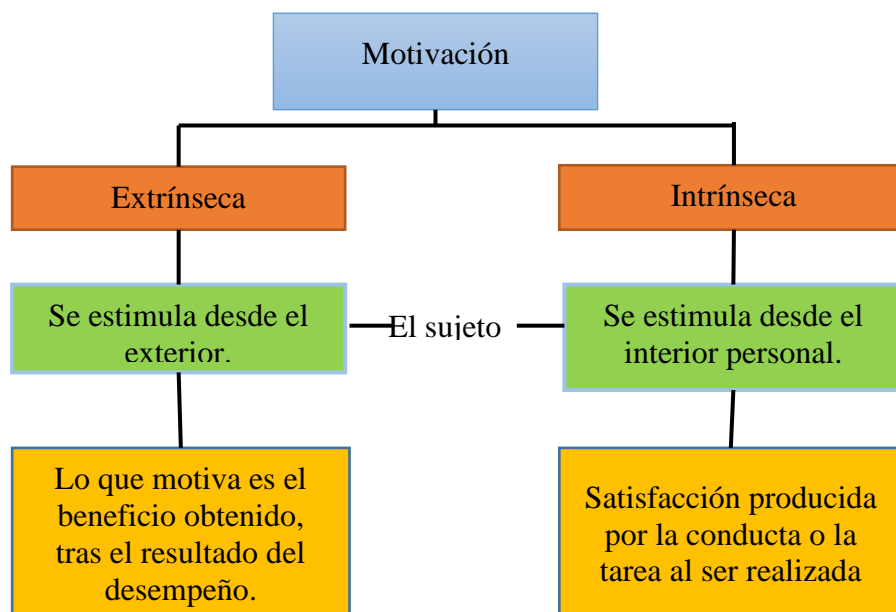 Motivación
Extrínseca
Intrínseca
Se estimula desde el
exterior.
El sujeto
Se estimula desde el
interior personal.
Lo que motiva es el
beneficio obtenido,
tras el resultado del
desempeño.
Satisfacción producida
por la conducta o la
tarea al ser realizada